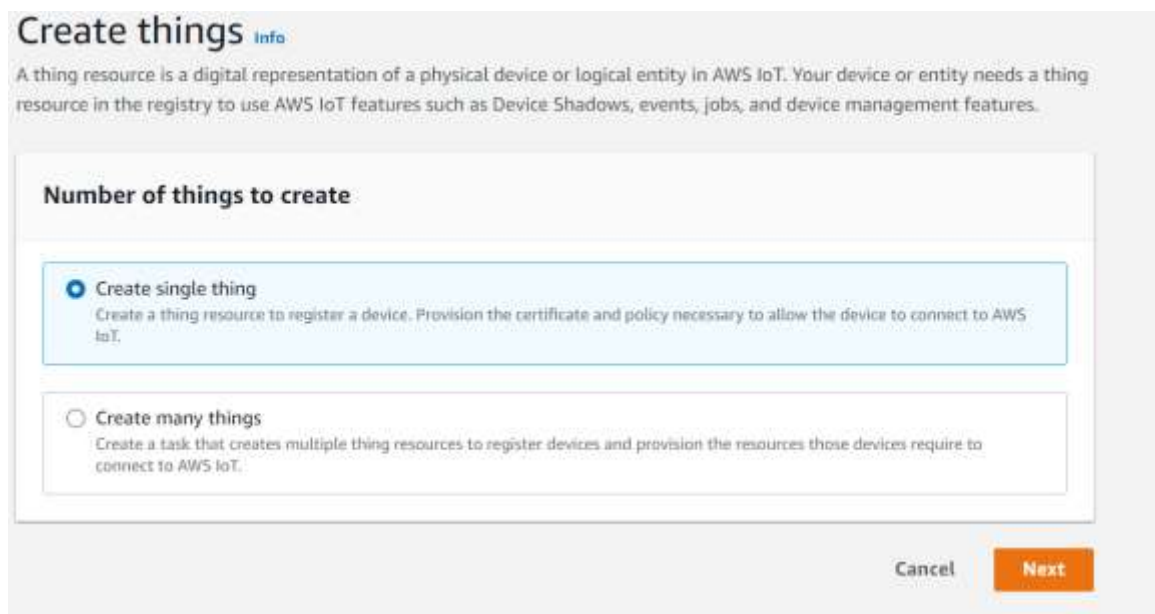 Create things Info
A thing resource is a digital representation of a physical device or logical entity in AWS IoT. Your device or entity needs a thing
resource in the registry to use AWS IoT features such as Device Shadows, events, jobs, and device management features.
Number of things to create
Create single thing
Create a thing resource to register a device. Provision the certificate and policy necessary to allow the device to connect to AWS
IoT.
Create many things
Create a task that creates multiple thing resources to register devices and provision the resources those devices require to
connect to AWS IoT.
Cancel
Next